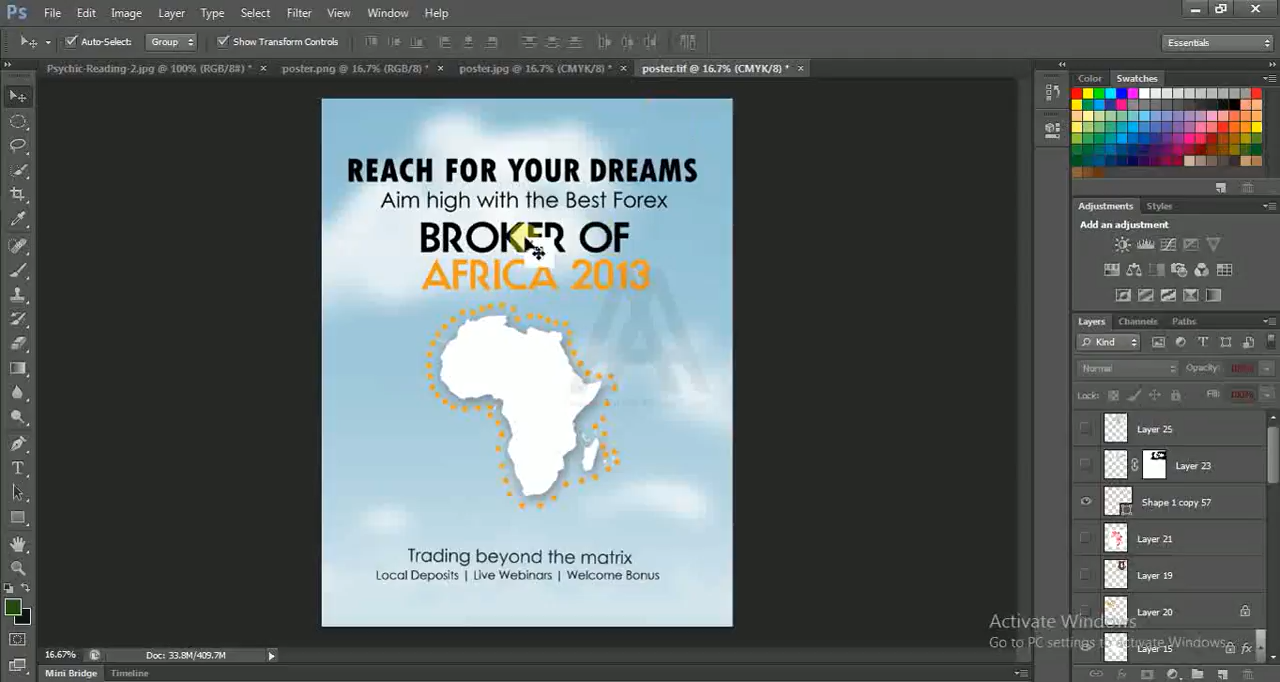 Ps File Edit Image Layer Type Select Filter View Window Help
Auto-Select: Group Show Transform Controls Essentials
Psychic-Reading-2.jpg @ 100% (RGB/8#) * × poster.png @ 16.7% (RGB/8) * × poster.jpg @ 16.7% (CMYK/8) * × poster.tif @ 16.7% (CMYK/8) * ×
Color Swatches
REACH FOR YOUR DREAMS
Aim high with the Best Forex
BROKER OF
AFRICA 2013
Trading beyond the matrix
Local Deposits | Live Webinars | Welcome Bonus
Adjustments Styles
Add an adjustment
Layers Channels Paths
Kind
Normal Opacity: 100%
Lock: Fill: 100%
Layer 25
Layer 23
Shape 1 copy 57
Layer 21
Layer 19
Layer 20
Layer 15
Activate Windows
Go to PC settings to activate Windows.
16.67% Doc: 33.8M/409.7M
Mini Bridge Timeline